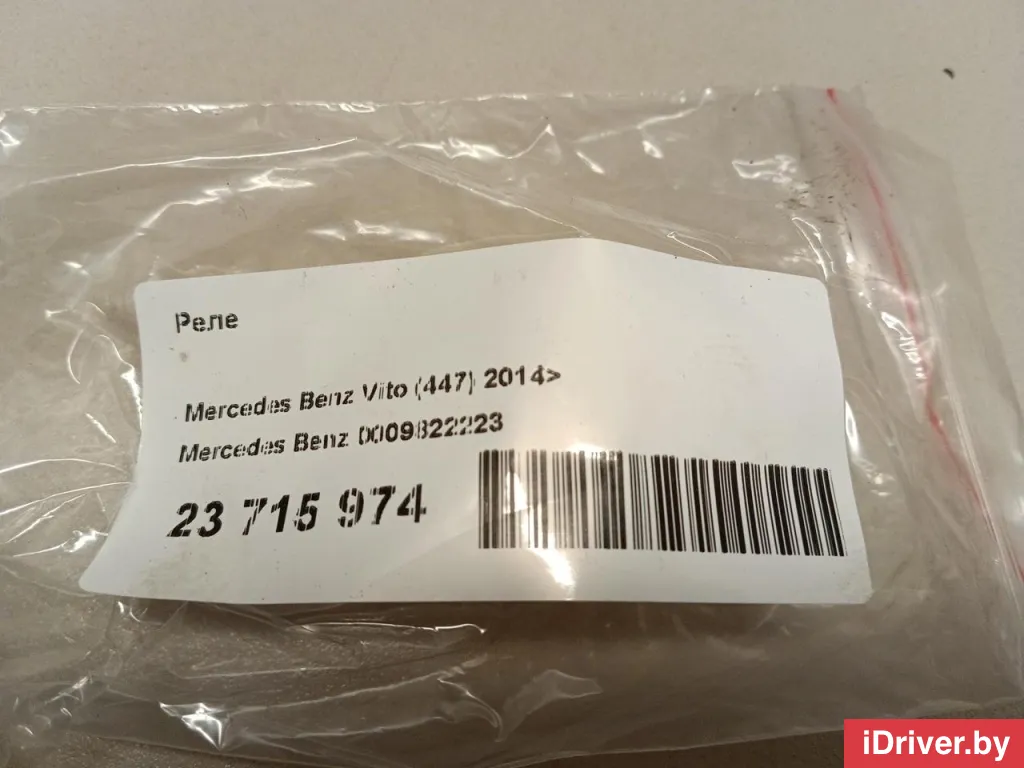 Реле
Mercedes Benz Vito (447) 2014>
Mercedes Benz 0009822223
23 715 974
iDriver.by